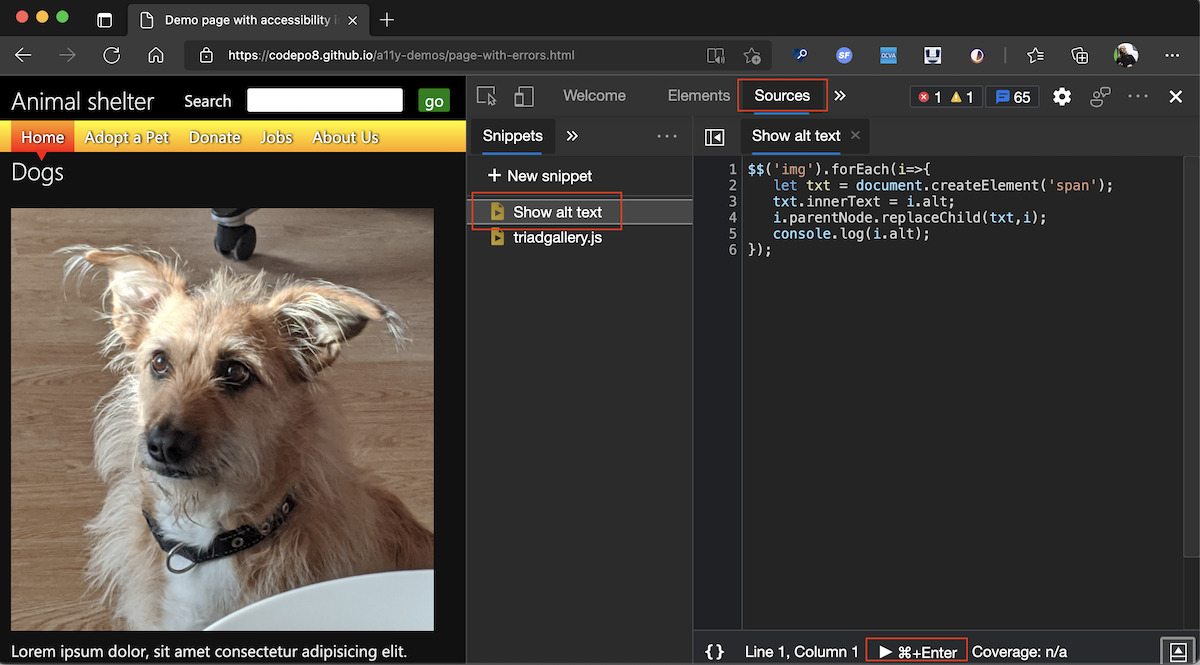 Demo page with accessibility i
https://codepo8.github.io/a11y-demos/page-with-errors.html
SF
OCVA
Animal shelter
Search
go
Home
Adopt a Pet
Donate
Jobs
About Us
Dogs
Lorem ipsum dolor, sit amet consectetur adipisicing elit.
Welcome
Elements
Sources
1
1
65
Snippets
New snippet
Show alt text
triadgallery.js
Show alt text
1 $$('img').forEach(i=>{
2 let txt = document.createElement('span');
3 txt.innerText = i.alt;
4 i.parentNode.replaceChild(txt,i);
5 console.log(i.alt);
6 });
{} Line 1, Column 1 ⌘+Enter Coverage: n/a